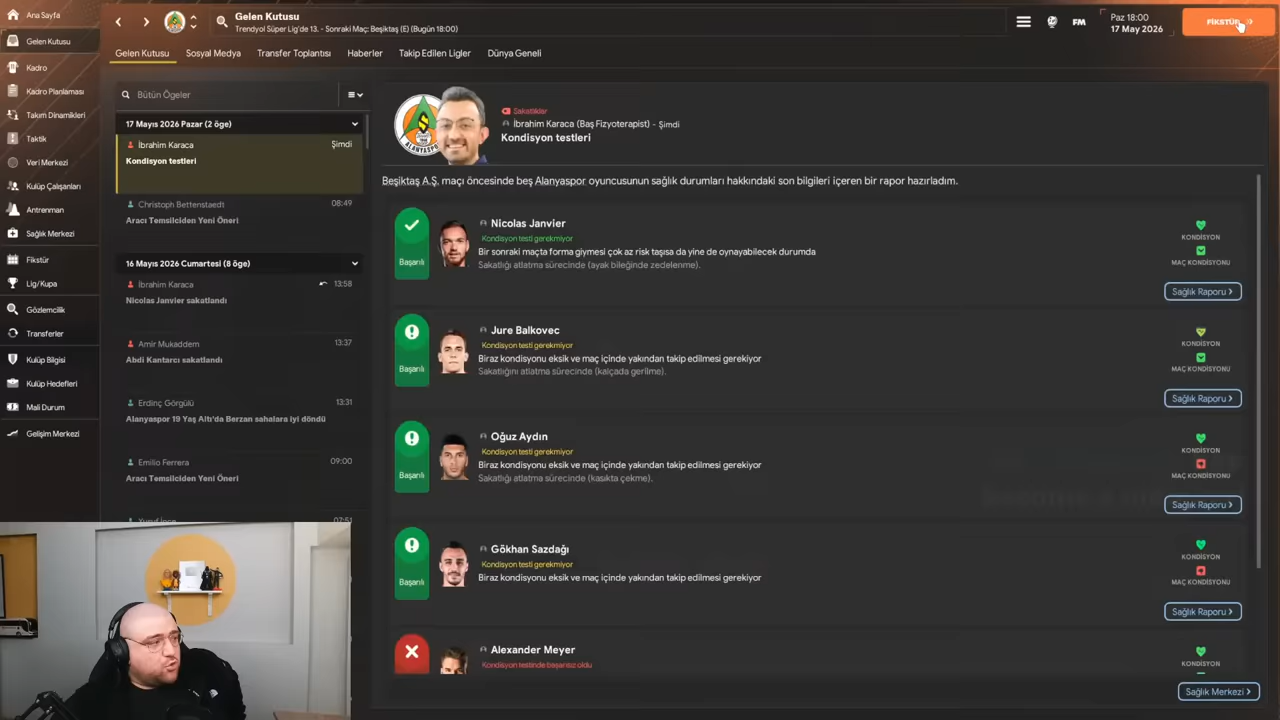 Ana Sayfa
Gelen Kutusu
Kadro
Kadro Planlaması
Takım Dinamikleri
Taktik
Veri Merkezi
Kulüp Çalışanları
Antrenman
Sağlık Merkezi
Fikstür
Lig/Kupa
Gözlemcilik
Transferler
Kulüp Bilgisi
Kulüp Hedefleri
Mali Durum
Gelişim Merkezi
Gelen Kutusu
Trendyol Süper Lig'de 13. - Sonraki Maç: Beşiktaş (E) (Bugün 18:00)
FM
Paz 18:00
17 May 2026
FİKSTÜR
Gelen Kutusu
Sosyal Medya
Transfer Toplantısı
Haberler
Takip Edilen Ligler
Dünya Geneli
Bütün Ögeler
17 Mayıs 2026 Pazar (2 öge)
İbrahim Karaca
Şimdi
Kondisyon testleri
Christoph Bettenstaedt
08:49
Aracı Temsilciden Yeni Öneri
16 Mayıs 2026 Cumartesi (8 öge)
İbrahim Karaca
13:58
Nicolas Janvier sakatlandı
Amir Mukaddem
13:37
Abdi Kantarcı sakatlandı
Erdinç Görgülü
13:31
Alanyaspor 19 Yaş Altı'da Berzan sahalara iyi döndü
Emilio Ferrera
09:00
Aracı Temsilciden Yeni Öneri
Yusuf İnce
07:51
ALANYASPOR
Sakatlıklar
İbrahim Karaca (Baş Fizyoterapist) - Şimdi
Kondisyon testleri
Beşiktaş A.Ş. maçı öncesinde beş Alanyaspor oyuncusunun sağlık durumları hakkındaki son bilgileri içeren bir rapor hazırladım.
Başarılı
Nicolas Janvier
Kondisyon testi gerekmiyor
Bir sonraki maçta forma giymesi çok az risk taşısa da yine de oynayabilecek durumda
Sakatlığı atlatma sürecinde (ayak bileğinde zedelenme).
KONDİSYON
MAÇ KONDİSYONU
Sağlık Raporu
Başarılı
Jure Balkovec
Kondisyon testi gerekmiyor
Biraz kondisyonu eksik ve maç içinde yakından takip edilmesi gerekiyor
Sakatlığını atlatma sürecinde (kalçada gerilme).
KONDİSYON
MAÇ KONDİSYONU
Sağlık Raporu
Başarılı
Oğuz Aydın
Kondisyon testi gerekmiyor
Biraz kondisyonu eksik ve maç içinde yakından takip edilmesi gerekiyor
Sakatlığı atlatma sürecinde (kasıkta çekme).
KONDİSYON
MAÇ KONDİSYONU
Sağlık Raporu
Başarılı
Gökhan Sazdağı
Kondisyon testi gerekmiyor
Biraz kondisyonu eksik ve maç içinde yakından takip edilmesi gerekiyor
KONDİSYON
MAÇ KONDİSYONU
Sağlık Raporu
Alexander Meyer
Kondisyon testinde başarısız oldu
KONDİSYON
Sağlık Merkezi